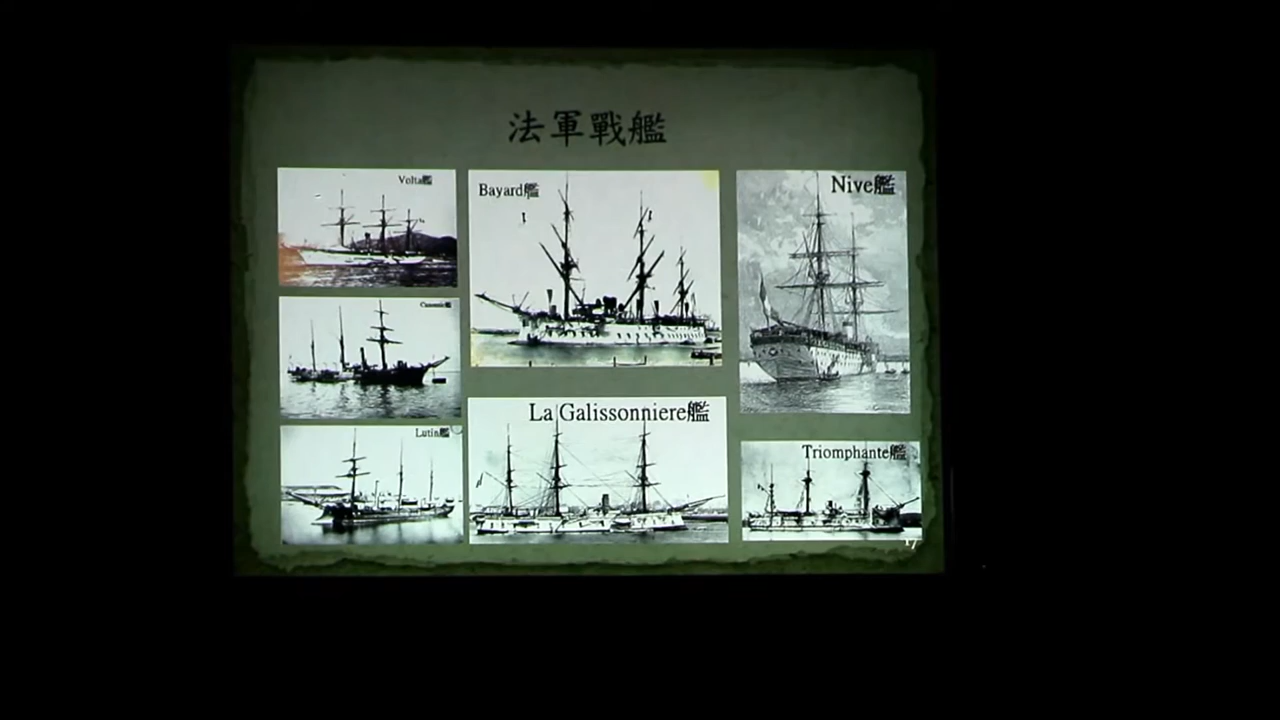 法軍戰艦
Volta艦
Bayard艦
Nive艦
Lutin艦
La Galissonniere艦
Triomphante艦
17